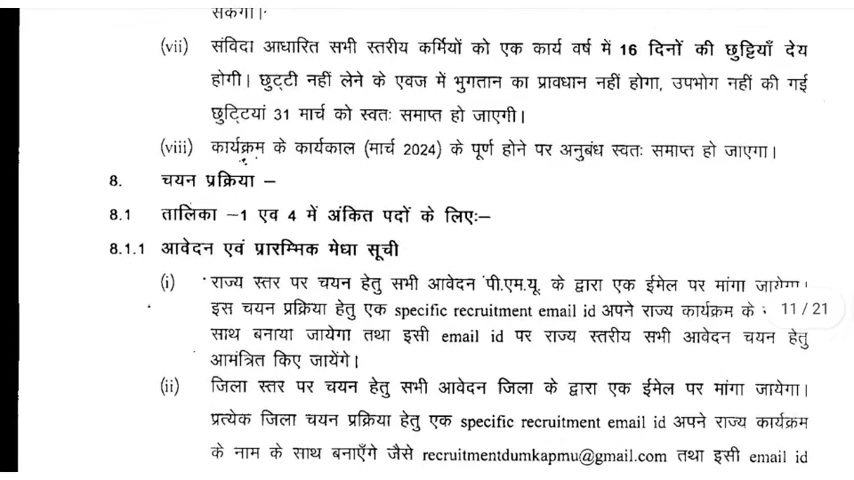 सकेगा।
(vii) संविदा आधारित सभी स्तरीय कर्मियों को एक कार्य वर्ष में 16 दिनों की छुट्टियाँ देय
होगी। छुट्टी नहीं लेने के एवज में भुगतान का प्रावधान नहीं होगा, उपभोग नहीं की गई
छुट्टियां 31 मार्च को स्वतः समाप्त हो जाएगी।
(viii) कार्यक्रम के कार्यकाल (मार्च 2024) के पूर्ण होने पर अनुबंध स्वतः समाप्त हो जाएगा।
8. चयन प्रक्रिया –
8.1 तालिका –1 एव 4 में अंकित पदों के लिए:–
8.1.1 आवेदन एवं प्रारम्मिक मेधा सूची
(i) राज्य स्तर पर चयन हेतु सभी आवेदन पी.एम.यू. के द्वारा एक ईमेल पर मांगा जायेगा।
इस चयन प्रक्रिया हेतु एक specific recruitment email id अपने राज्य कार्यक्रम के 11 / 21
साथ बनाया जायेगा तथा इसी email id पर राज्य स्तरीय सभी आवेदन चयन हेतु
आमंत्रित किए जायेंगे।
(ii) जिला स्तर पर चयन हेतु सभी आवेदन जिला के द्वारा एक ईमेल पर मांगा जायेगा।
प्रत्येक जिला चयन प्रक्रिया हेतु एक specific recruitment email id अपने राज्य कार्यक्रम
के नाम के साथ बनाएँगे जैसे recruitmentdumkapmu@gmail.com तथा इसी email id